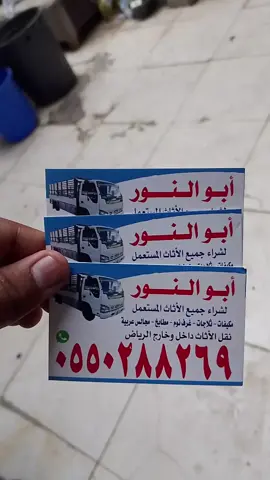 أبو النور
أبو النور
لشراء جميع الأثاث المستعمل
أبو النور
لشراء جميع الأثاث المستعمل
مكيفات - ثلاجات - غرف نوم - مطابخ - مجالس عربية
نقل الأثاث داخل وخارج الرياض
٠٥٥٠٢٨٨٢٦٩